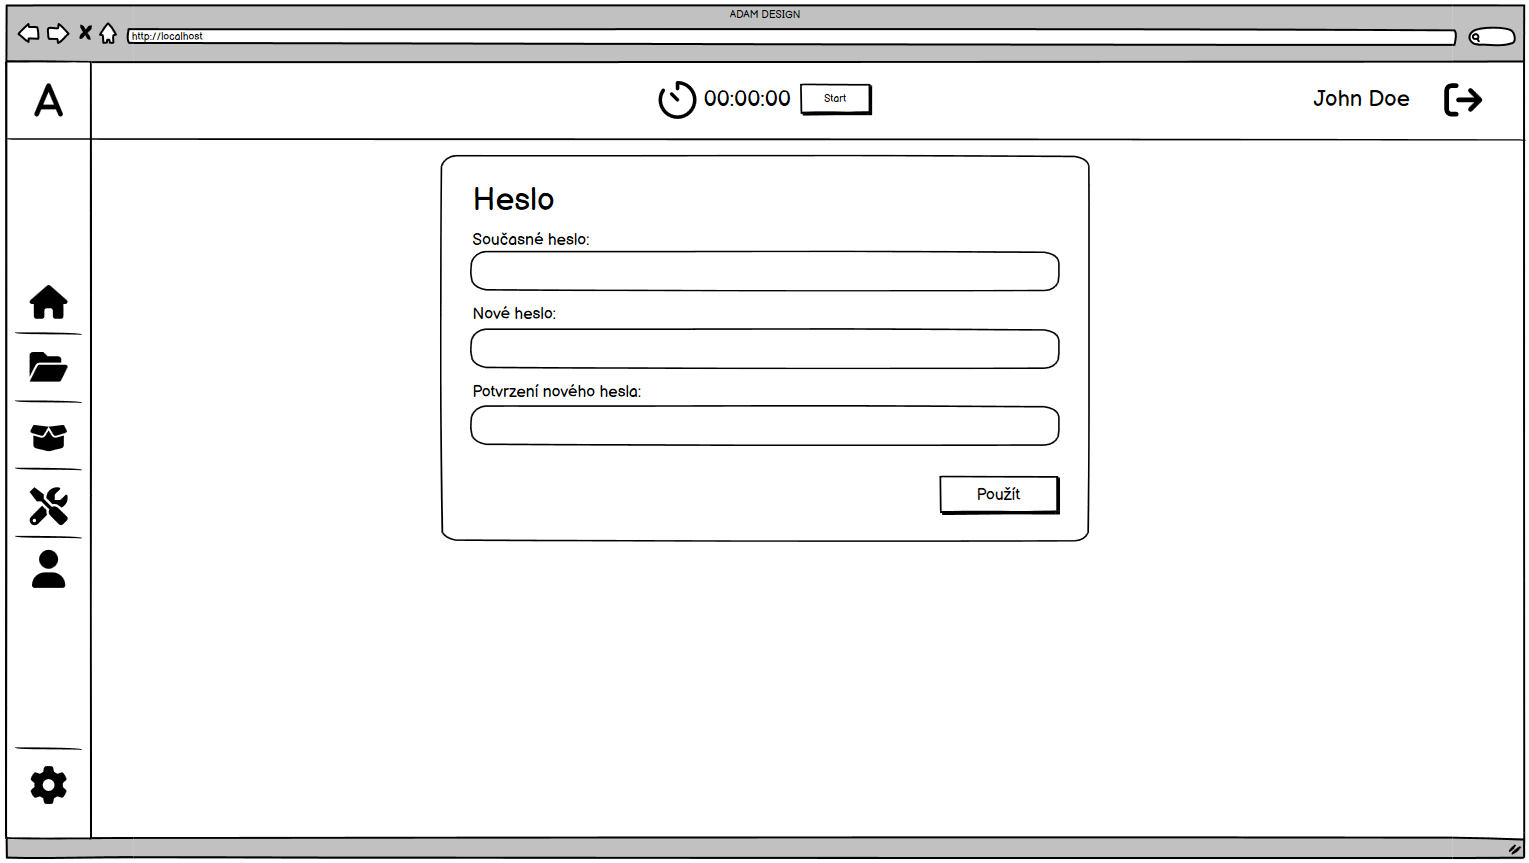 ADAM DESIGN
http://localhost
A
00:00:00
Start
John Doe
Heslo
Současné heslo:
Nové heslo:
Potvrzení nového hesla:
Použít